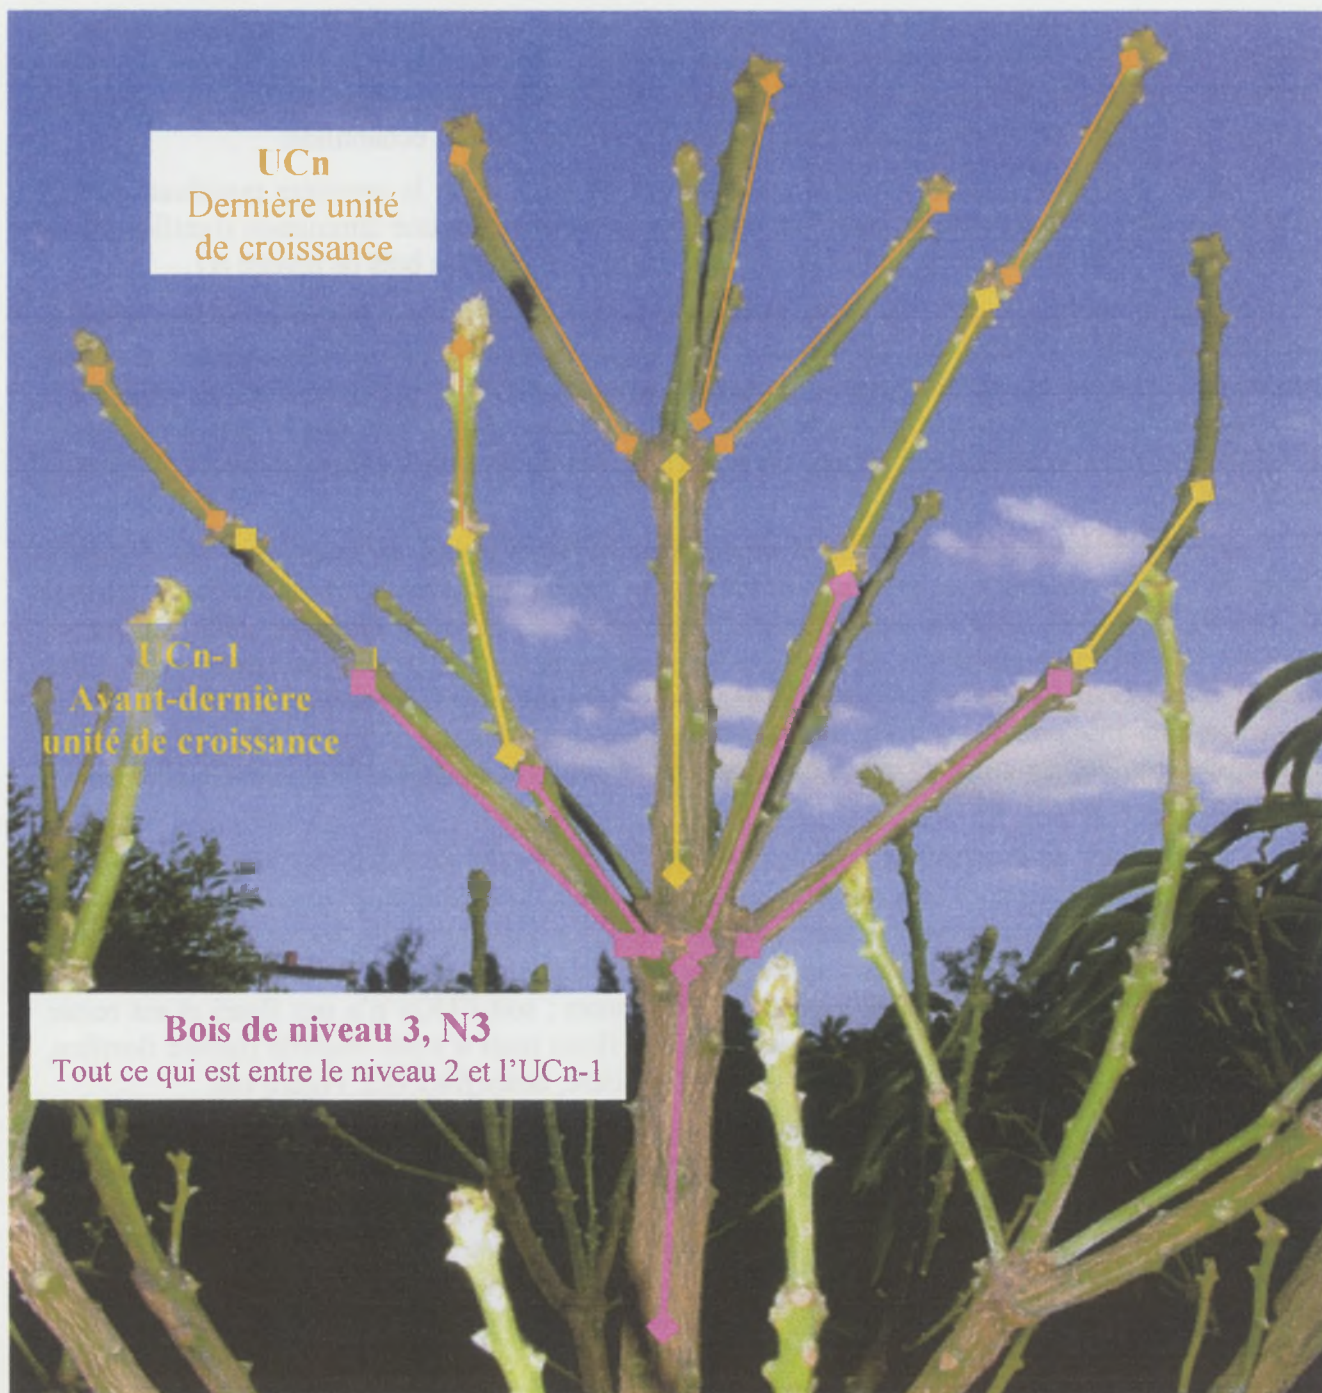 UCn
Dernière unité
de croissance
UCn-1
Avant-dernière
unité de croissance
Bois de niveau 3, N3
Tout ce qui est entre le niveau 2 et l'UCn-1